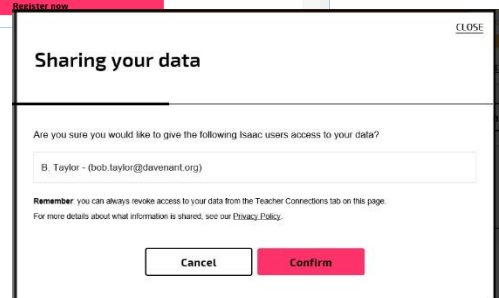 Register now
CLOSE
Sharing your data
Are you sure you would like to give the following Isaac users access to your data?
B. Taylor - (bob.taylor@davenant.org)
Remember: you can always revoke access to your data from the Teacher Connections tab on this page.
For more details about what information is shared, see our Privacy Policy.
Cancel
Confirm